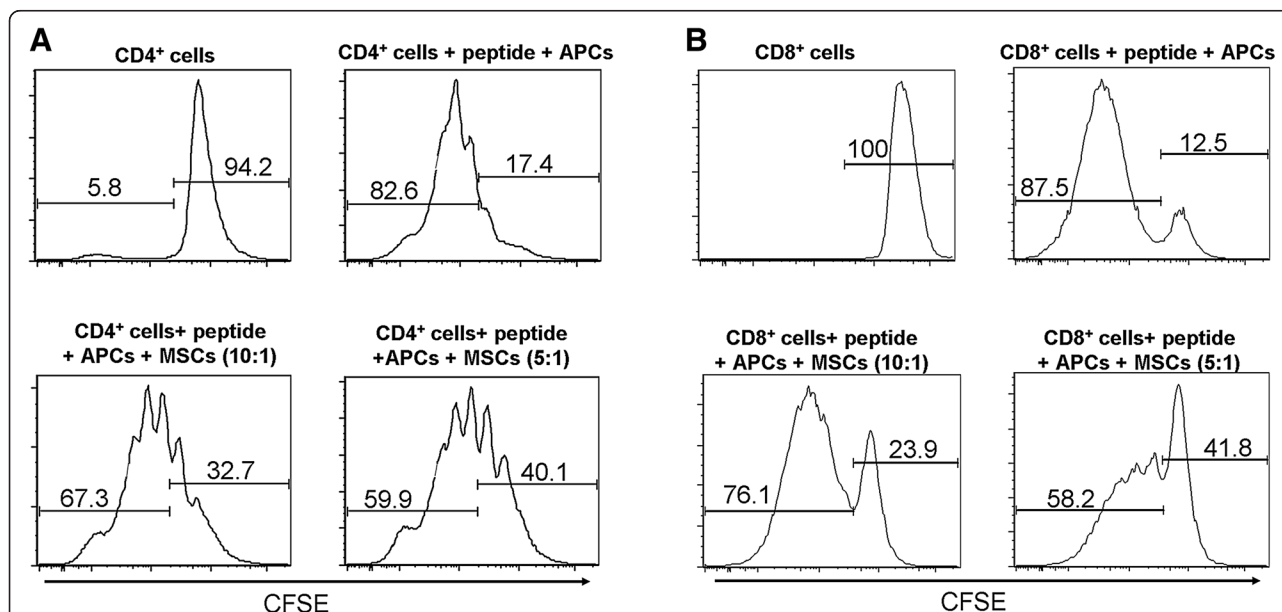 A
CD4⁺ cells
5.8
94.2
CD4⁺ cells + peptide + APCs
82.6
17.4
CD4⁺ cells+ peptide
+ APCs + MSCs (10:1)
67.3
32.7
CD4⁺ cells+ peptide
+APCs + MSCs (5:1)
59.9
40.1
CFSE
B
CD8⁺ cells
100
CD8⁺ cells + peptide + APCs
87.5
12.5
CD8⁺ cells+ peptide
+ APCs + MSCs (10:1)
76.1
23.9
CD8⁺ cells+ peptide
+ APCs + MSCs (5:1)
58.2
41.8
CFSE